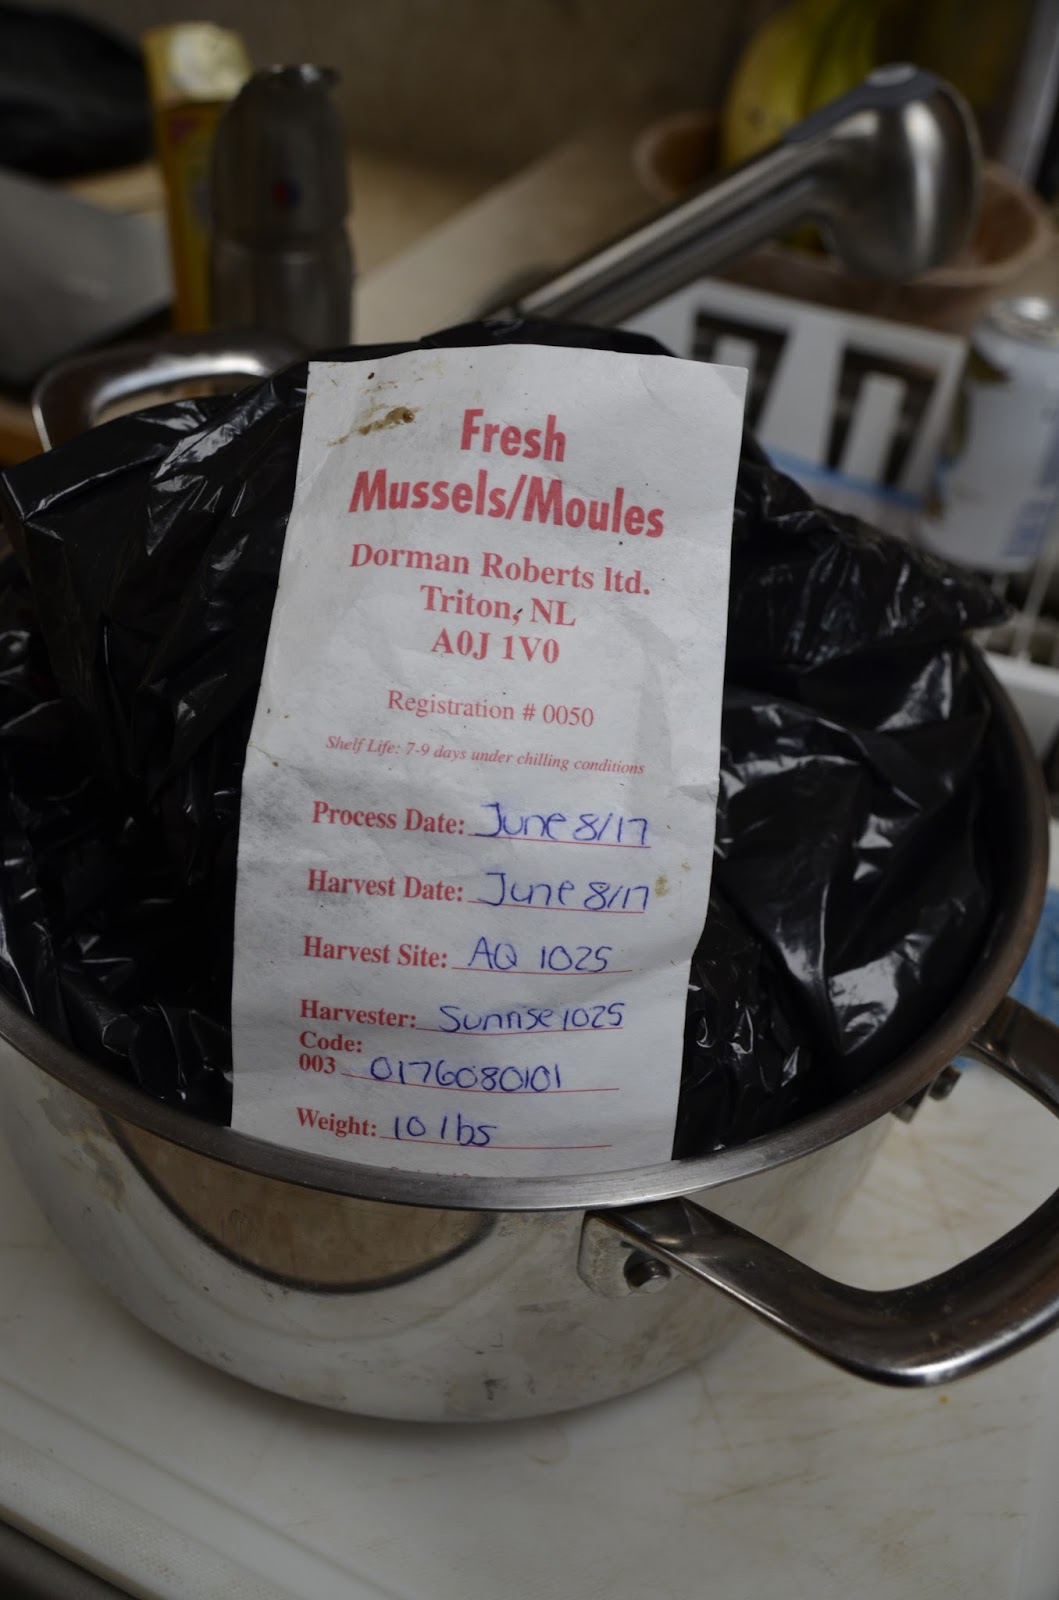 Fresh
Mussels/Moules
Dorman Roberts ltd.
Triton, NL
A0J 1V0
Registration # 0050
Shelf Life: 7-9 days under chilling conditions
Process Date: June 8/17
Harvest Date: June 8/17
Harvest Site: AQ 1025
Harvester: Sunrise 1025
Code:
003 0176080101
Weight: 10 lbs